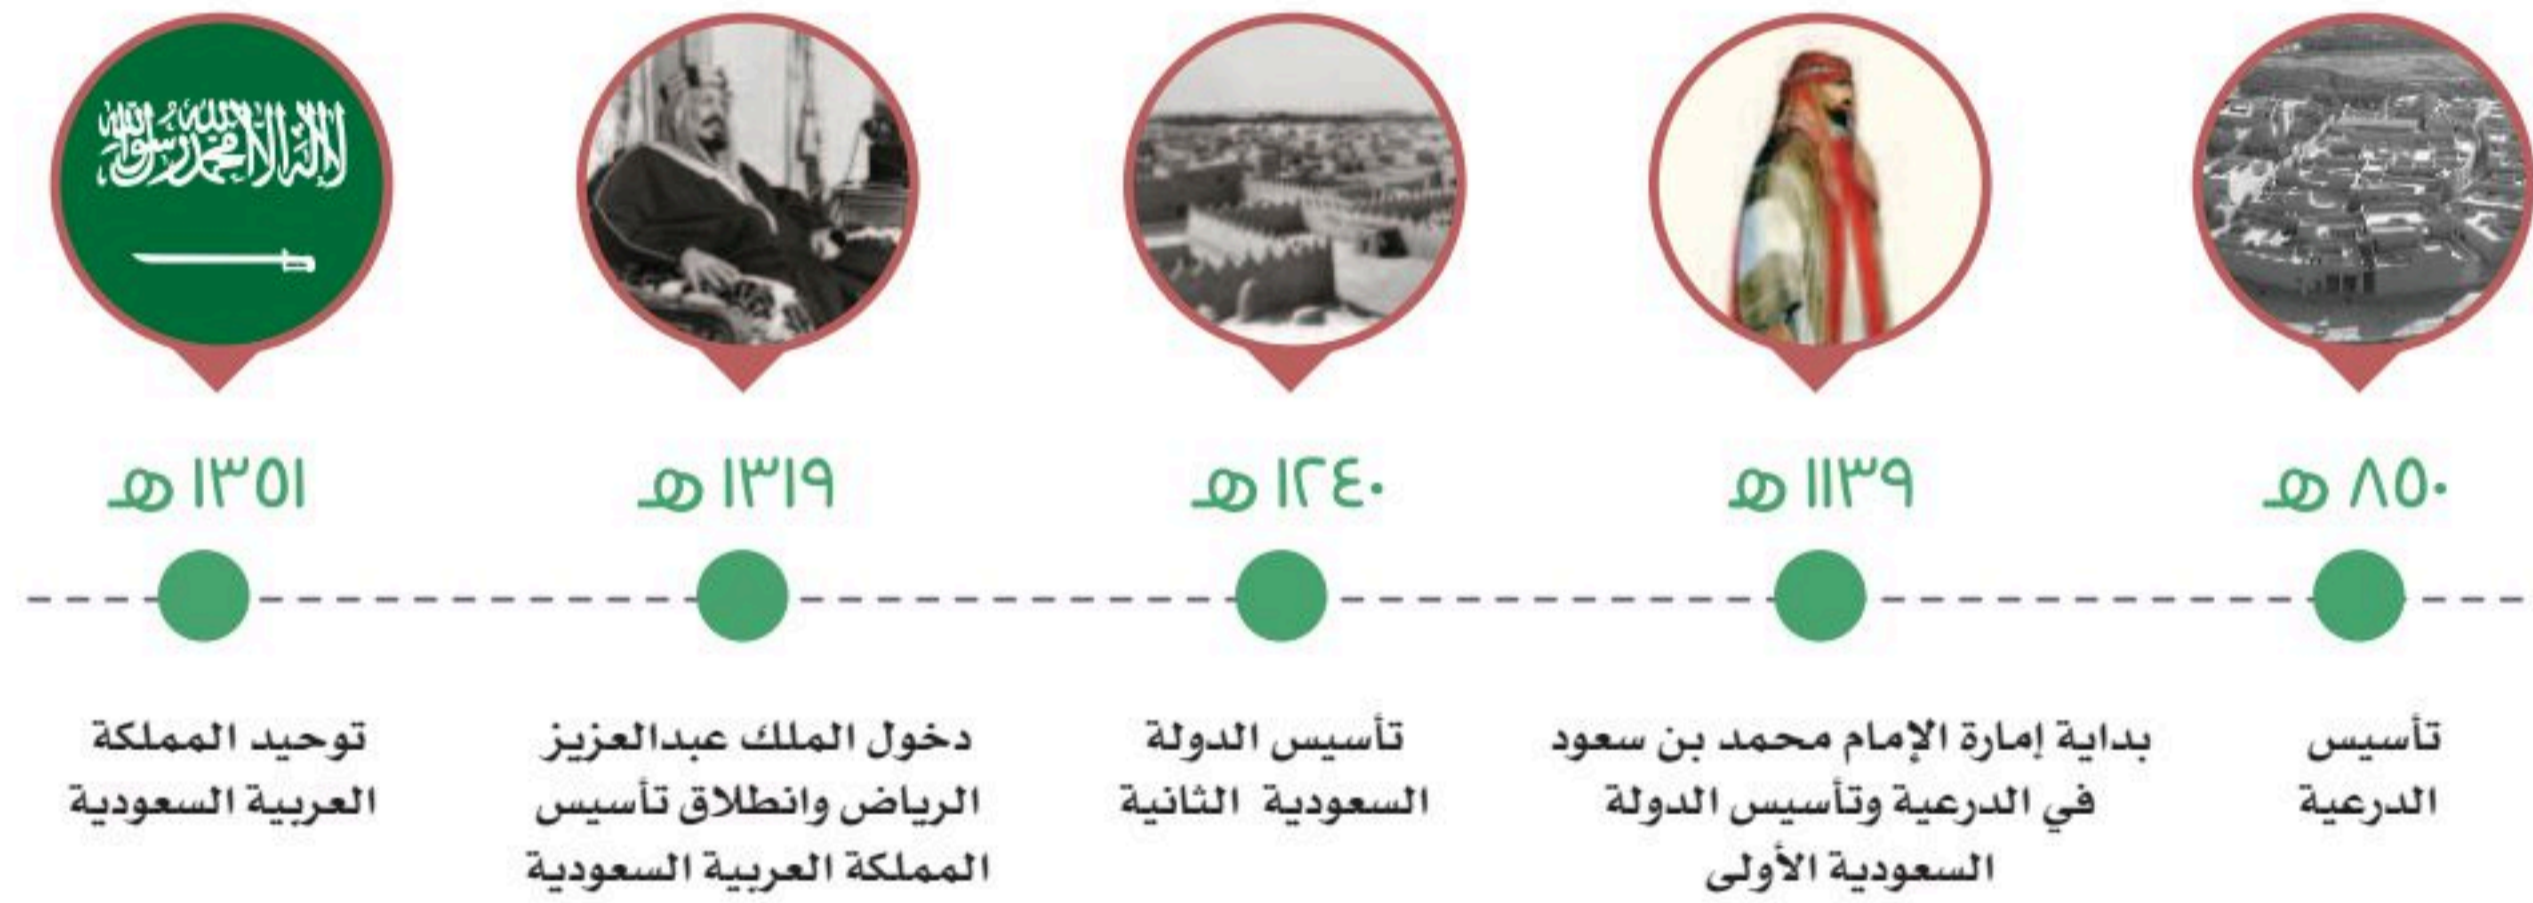 لا إله إلا الله محمد رسول الله
٨٥٠ هـ
تأسيس
الدرعية
١١٣٩ هـ
بداية إمارة الإمام محمد بن سعود
في الدرعية وتأسيس الدولة
السعودية الأولى
١٢٤٠ هـ
تأسيس الدولة
السعودية الثانية
١٣١٩ هـ
دخول الملك عبدالعزيز
الرياض وانطلاق تأسيس
المملكة العربية السعودية
١٣٥١ هـ
توحيد المملكة
العربية السعودية